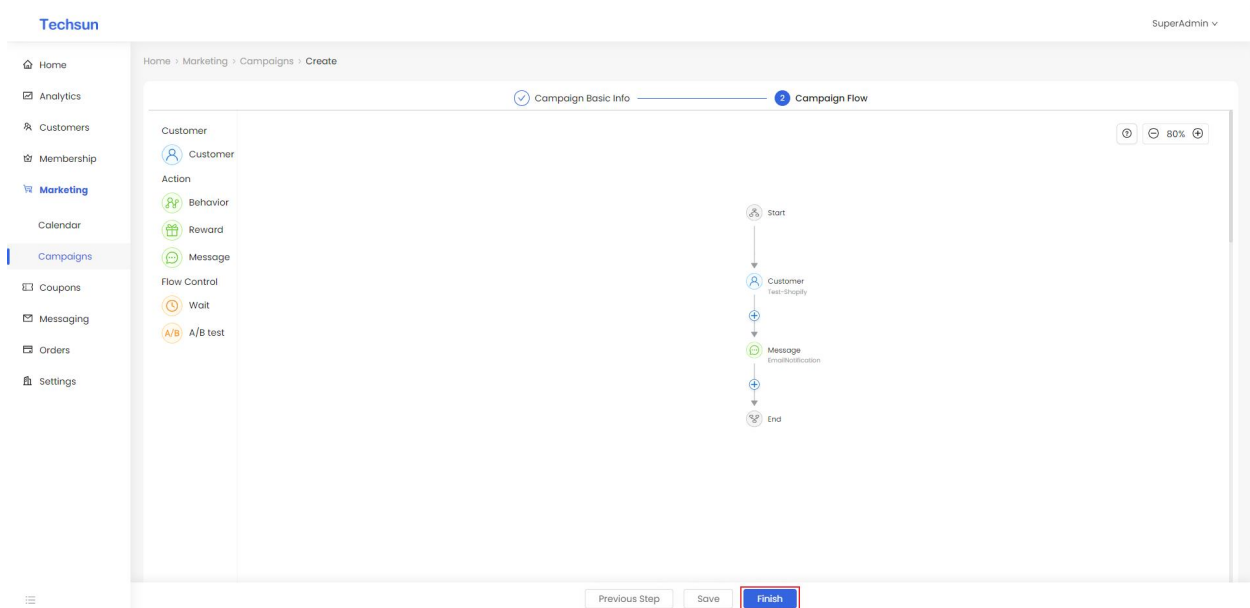 Techsun
SuperAdmin
Home
Analytics
Customers
Membership
Marketing
Calendar
Campaigns
Coupons
Messaging
Orders
Settings
Home > Marketing > Campaigns > Create
Campaign Basic Info
2 Campaign Flow
Customer
Customer
Action
Behavior
Reward
Message
Flow Control
Wait
A/B A/B test
80%
Start
Customer
Test-Shopify
Message
EmailNotification
End
Previous Step
Save
Finish